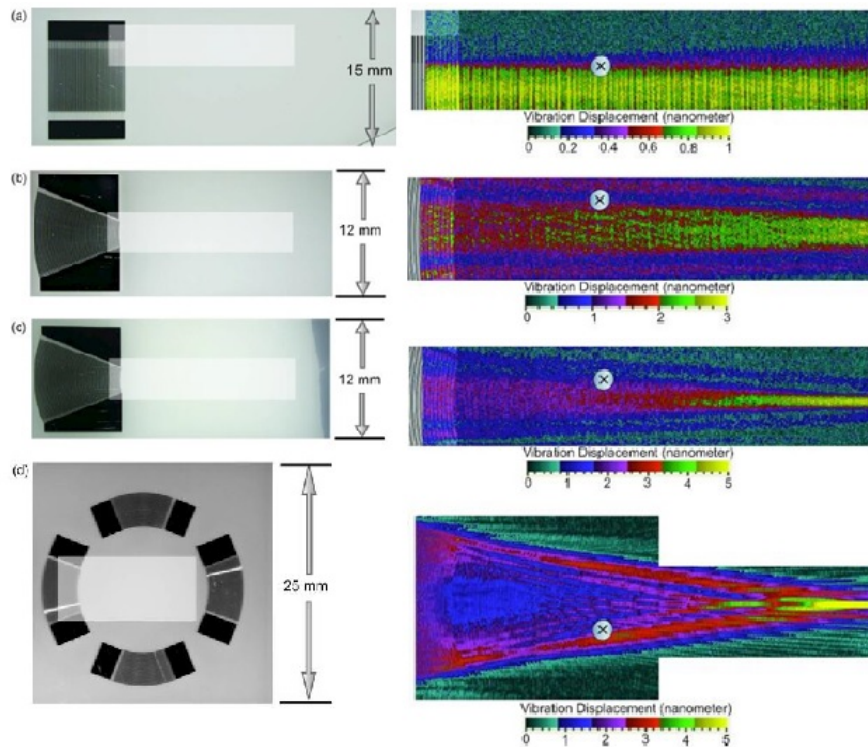 (a)
15 mm
Vibration Displacement (nanometer)
0 0.2 0.4 0.6 0.8 1
(b)
12 mm
Vibration Displacement (nanometer)
0 1 2 3
(c)
12 mm
Vibration Displacement (nanometer)
0 1 2 3 4 5
(d)
25 mm
Vibration Displacement (nanometer)
0 1 2 3 4 5